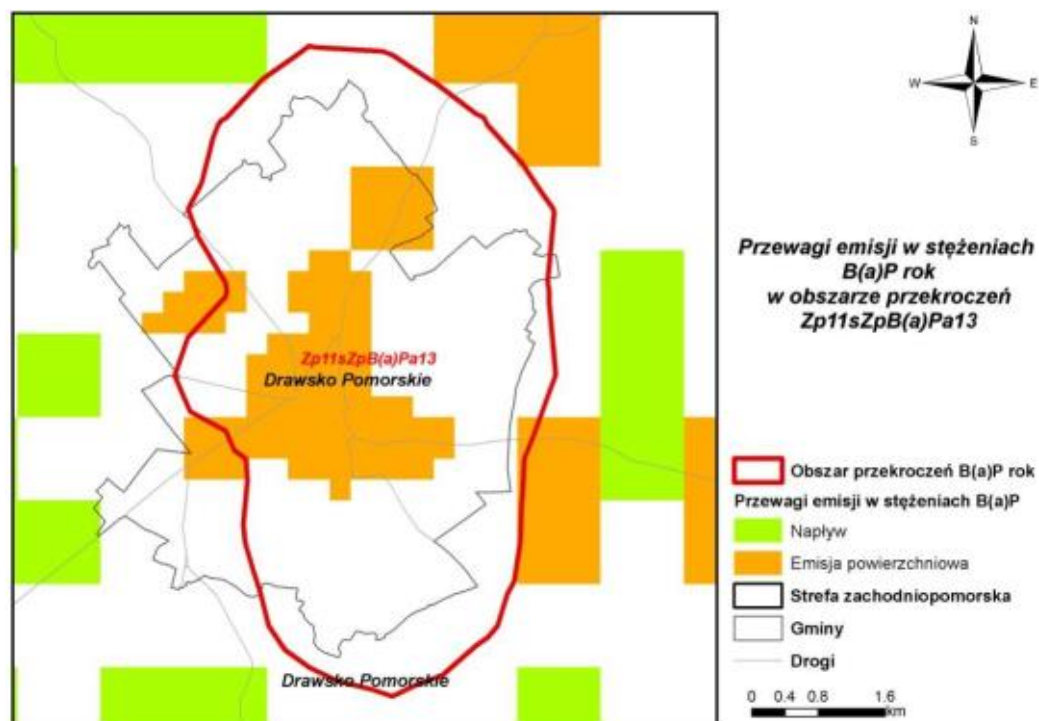 N
W
E
S
Przewagi emisji w stężeniach
B(a)P rok
w obszarze przekroczeń
Zp11sZpB(a)Pa13
Zp11sZpB(a)Pa13
Drawsko Pomorskie
Drawsko Pomorskie
Obszar przekroczeń B(a)P rok
Przewagi emisji w stężeniach B(a)P
Napływ
Emisja powierzchniowa
Strefa zachodniopomorska
Gminy
Drogi
0 0.4 0.8 1.6
km